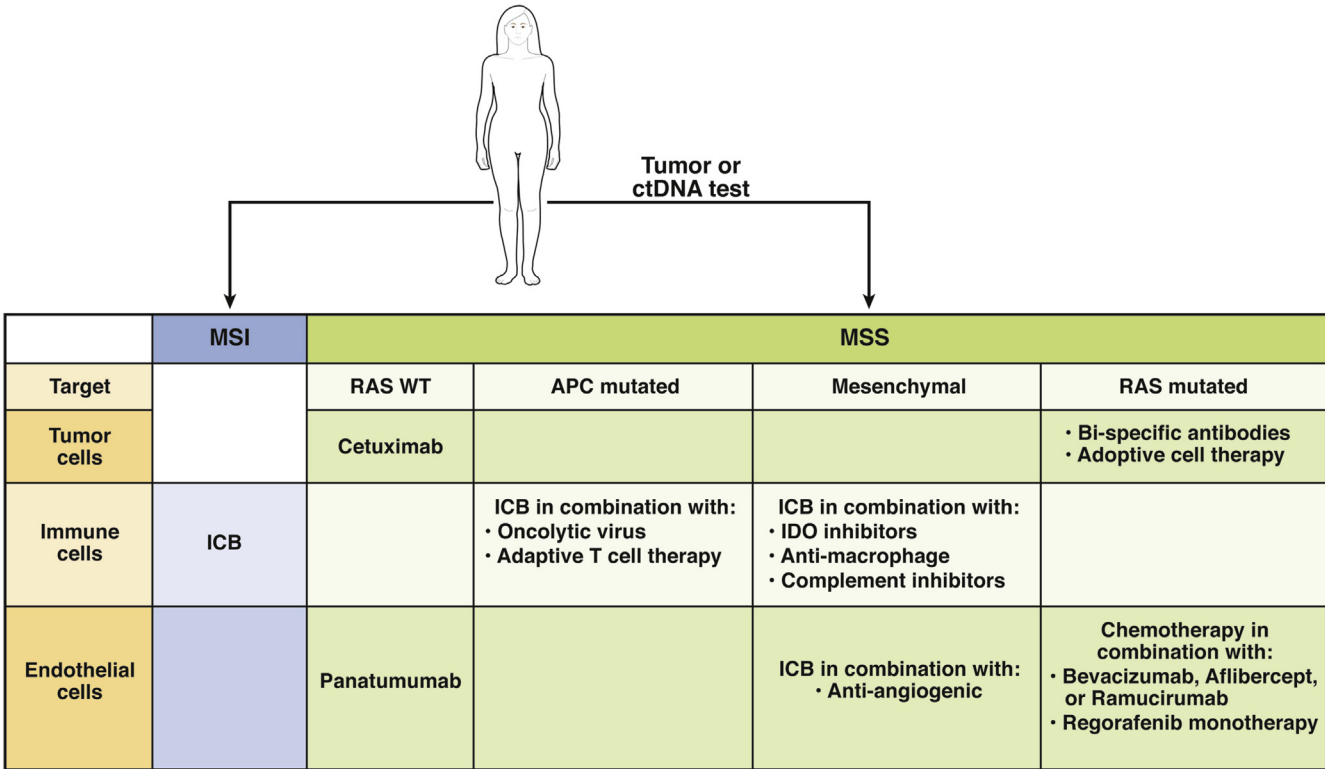 Tumor or
ctDNA test
MSI
MSS
Target
RAS WT
APC mutated
Mesenchymal
RAS mutated
Tumor
cells
Cetuximab
· Bi-specific antibodies
· Adoptive cell therapy
Immune
cells
ICB
ICB in combination with:
· Oncolytic virus
· Adaptive T cell therapy
ICB in combination with:
· IDO inhibitors
· Anti-macrophage
· Complement inhibitors
Endothelial
cells
Panatumumab
ICB in combination with:
· Anti-angiogenic
Chemotherapy in
combination with:
· Bevacizumab, Aflibercept,
or Ramucirumab
· Regorafenib monotherapy